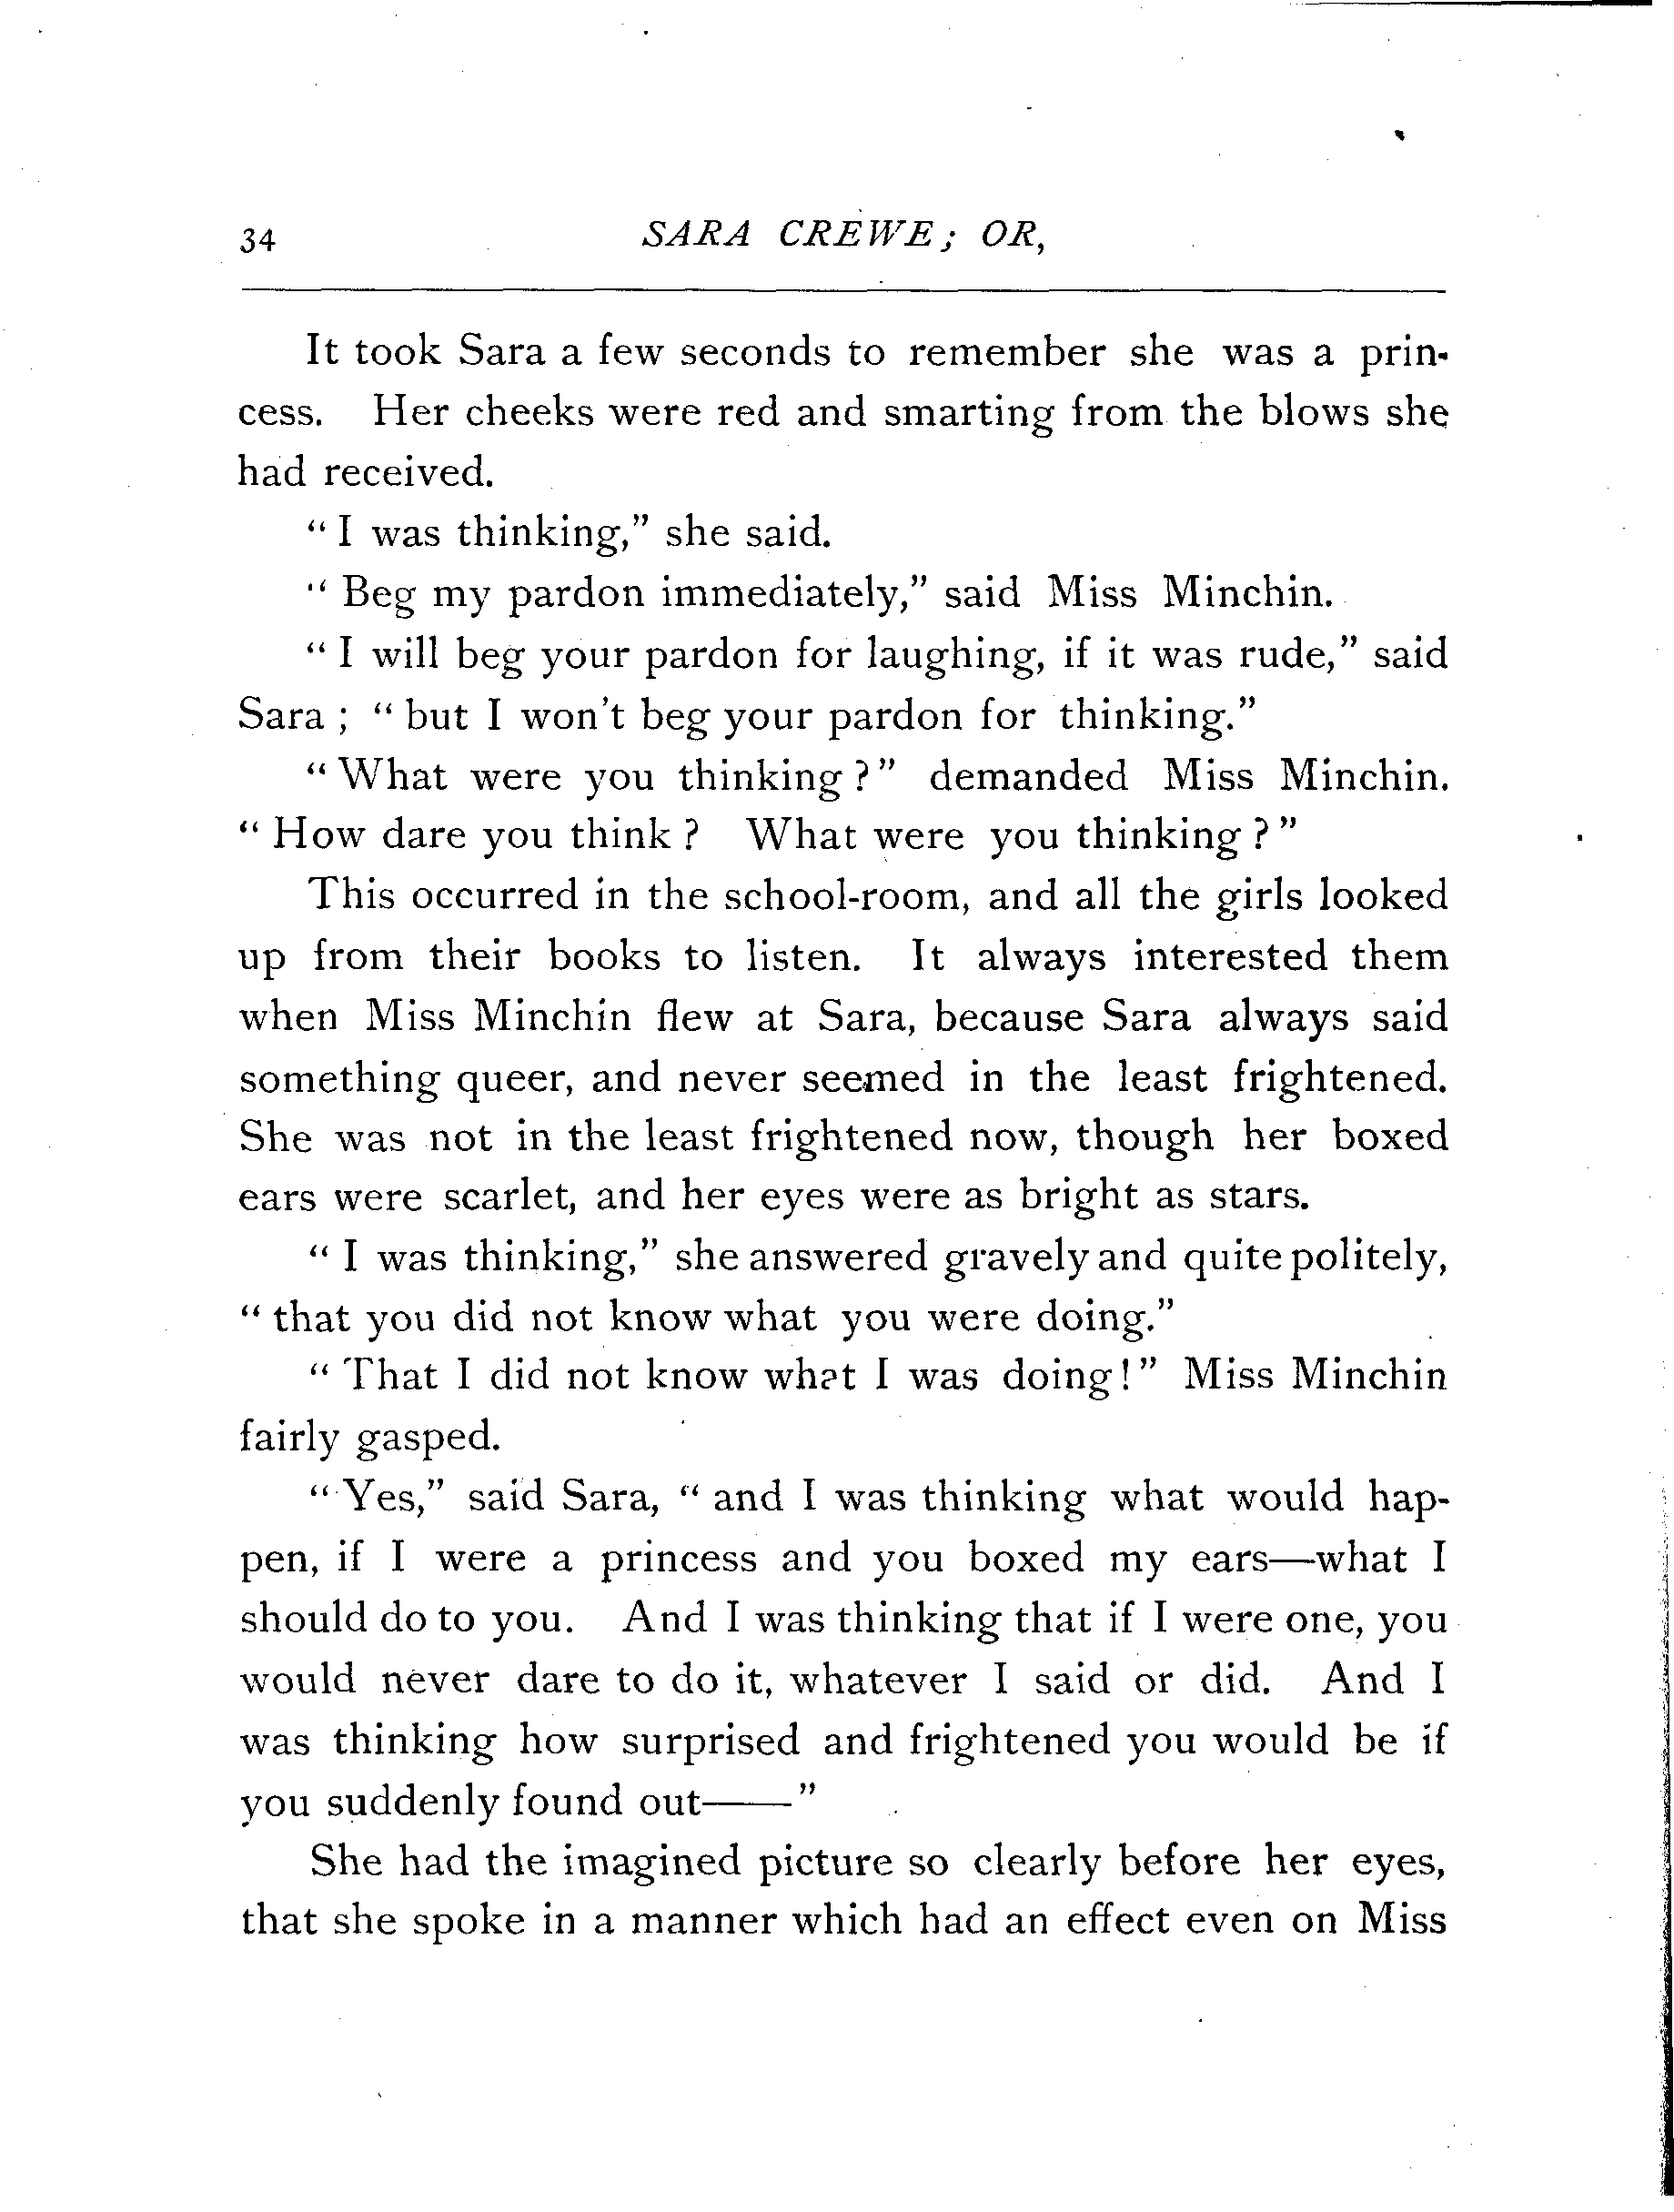 34 SARA CREWE; OR,
It took Sara a few seconds to remember she was a prin-
cess. Her cheeks were red and smarting from the blows she
had received.
“ I was thinking,” she said.
“ Beg my pardon immediately,” said Miss Minchin.
“ I will beg your pardon for laughing, if it was rude,” said
Sara ; “ but I won't beg your pardon for thinking.”
“ What were you thinking ? ” demanded Miss Minchin.
“ How dare you think ? What were you thinking ? ”
This occurred in the school-room, and all the girls looked
up from their books to listen. It always interested them
when Miss Minchin flew at Sara, because Sara always said
something queer, and never seemed in the least frightened.
She was not in the least frightened now, though her boxed
ears were scarlet, and her eyes were as bright as stars.
“ I was thinking,” she answered gravely and quite politely,
“ that you did not know what you were doing.”
“ That I did not know what I was doing! ” Miss Minchin
fairly gasped.
“ Yes,” said Sara, “ and I was thinking what would hap-
pen, if I were a princess and you boxed my ears—what I
should do to you. And I was thinking that if I were one, you
would never dare to do it, whatever I said or did. And I
was thinking how surprised and frightened you would be if
you suddenly found out——”
She had the imagined picture so clearly before her eyes,
that she spoke in a manner which had an effect even on Miss